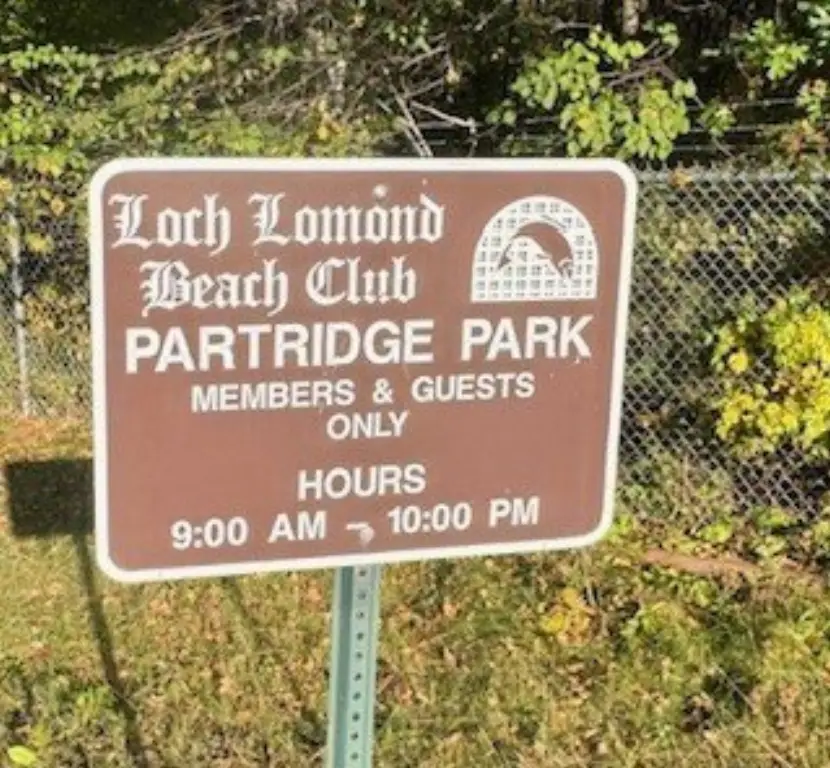 Loch Lomond
Beach Club
PARTRIDGE PARK
MEMBERS & GUESTS
ONLY
HOURS
9:00 AM – 10:00 PM